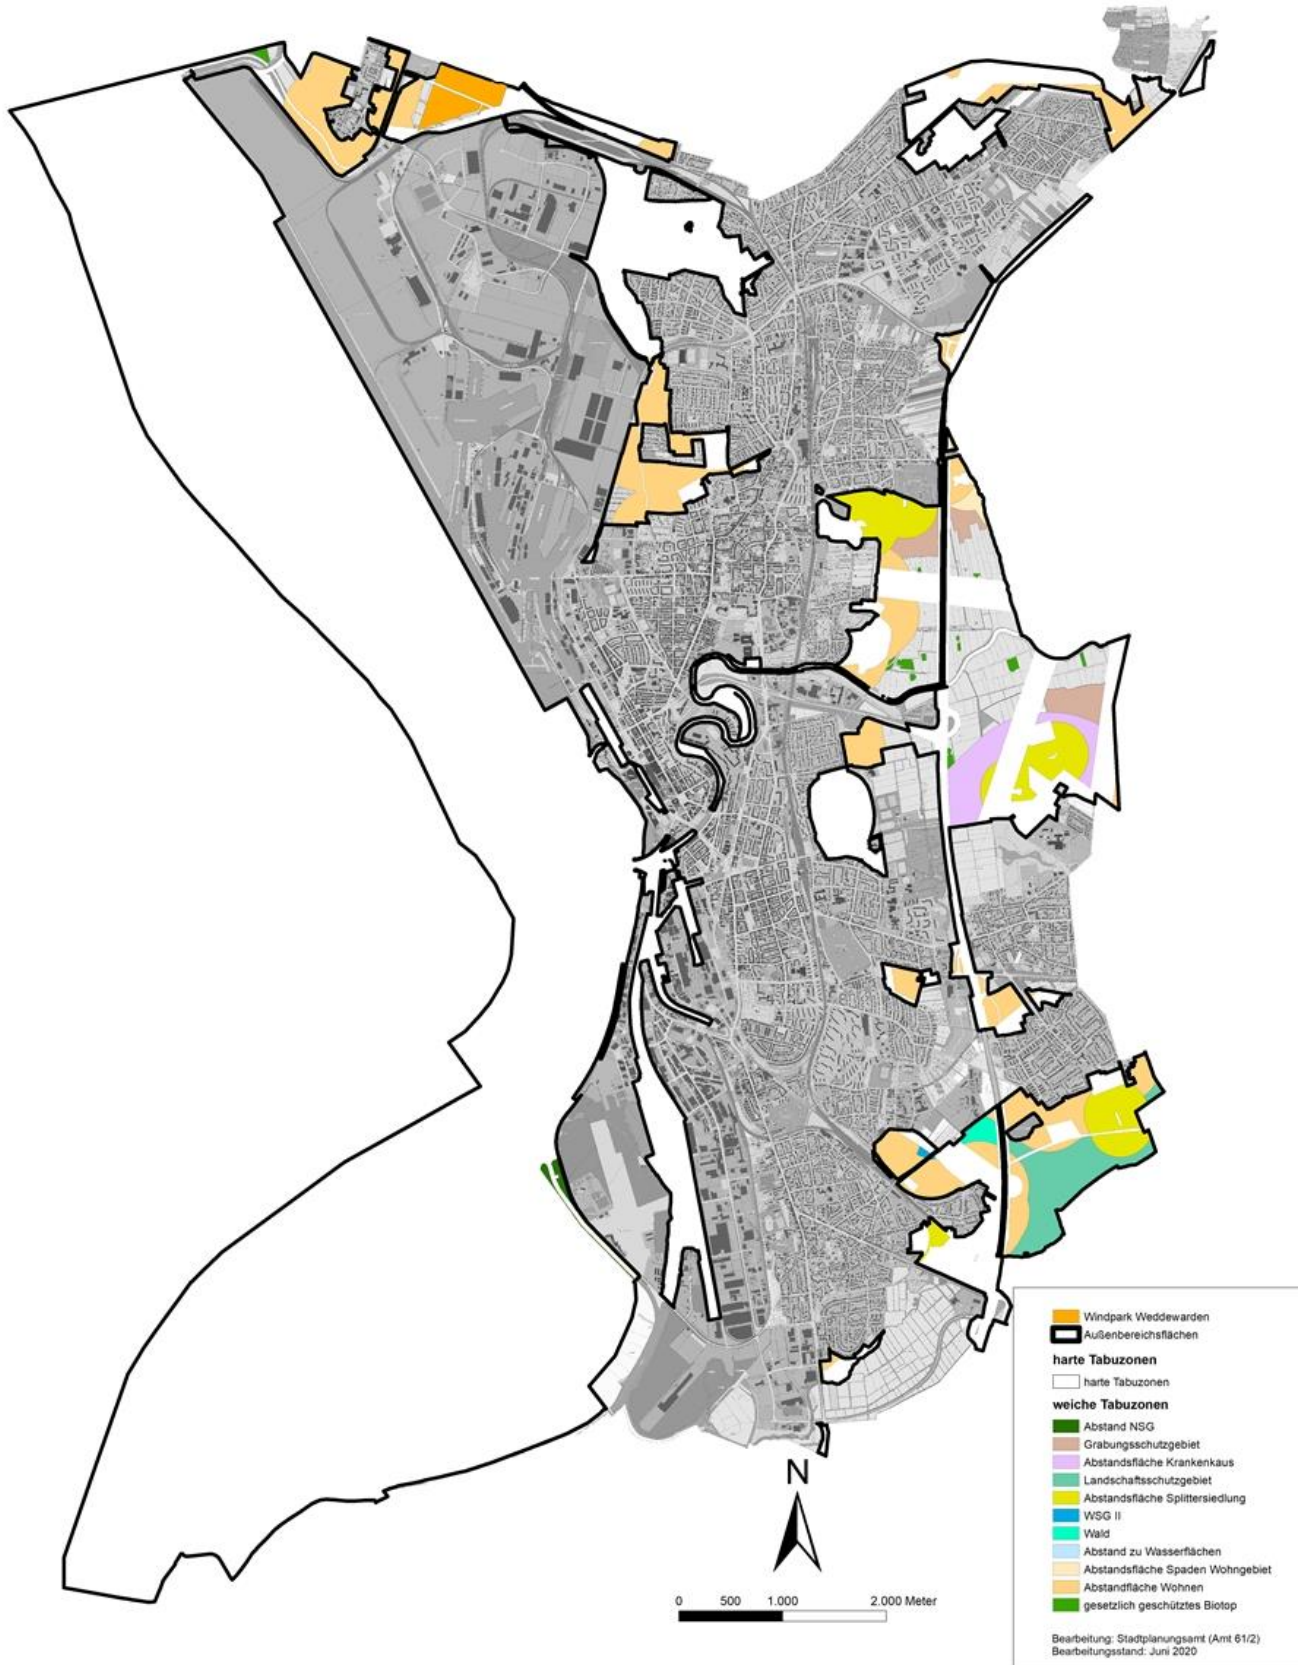 N
0 500 1.000 2.000 Meter
Windpark Weddewarden
Außenbereichsflächen
harte Tabuzonen
harte Tabuzonen
weiche Tabuzonen
Abstand NSG
Grabungsschutzgebiet
Abstandsfläche Krankenkaus
Landschaftsschutzgebiet
Abstandsfläche Splittersiedlung
WSG II
Wald
Abstand zu Wasserflächen
Abstandsfläche Spaden Wohngebiet
Abstandfläche Wohnen
gesetzlich geschütztes Biotop
Bearbeitung: Stadtplanungsamt (Amt 61/2)
Bearbeitungsstand: Juni 2020